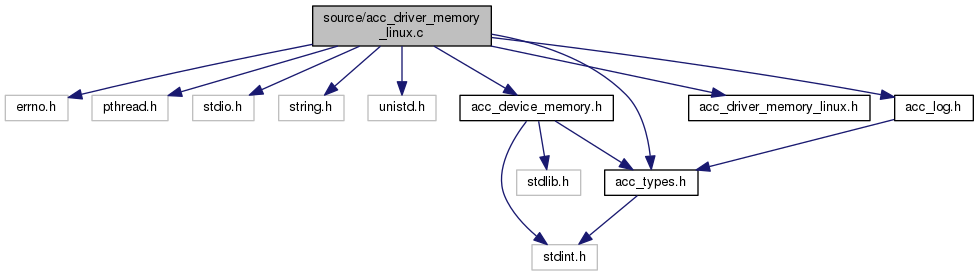 source/acc_driver_memory
_linux.c
errno.h
pthread.h
stdio.h
string.h
unistd.h
acc_device_memory.h
acc_driver_memory_linux.h
acc_log.h
stdlib.h
acc_types.h
stdint.h